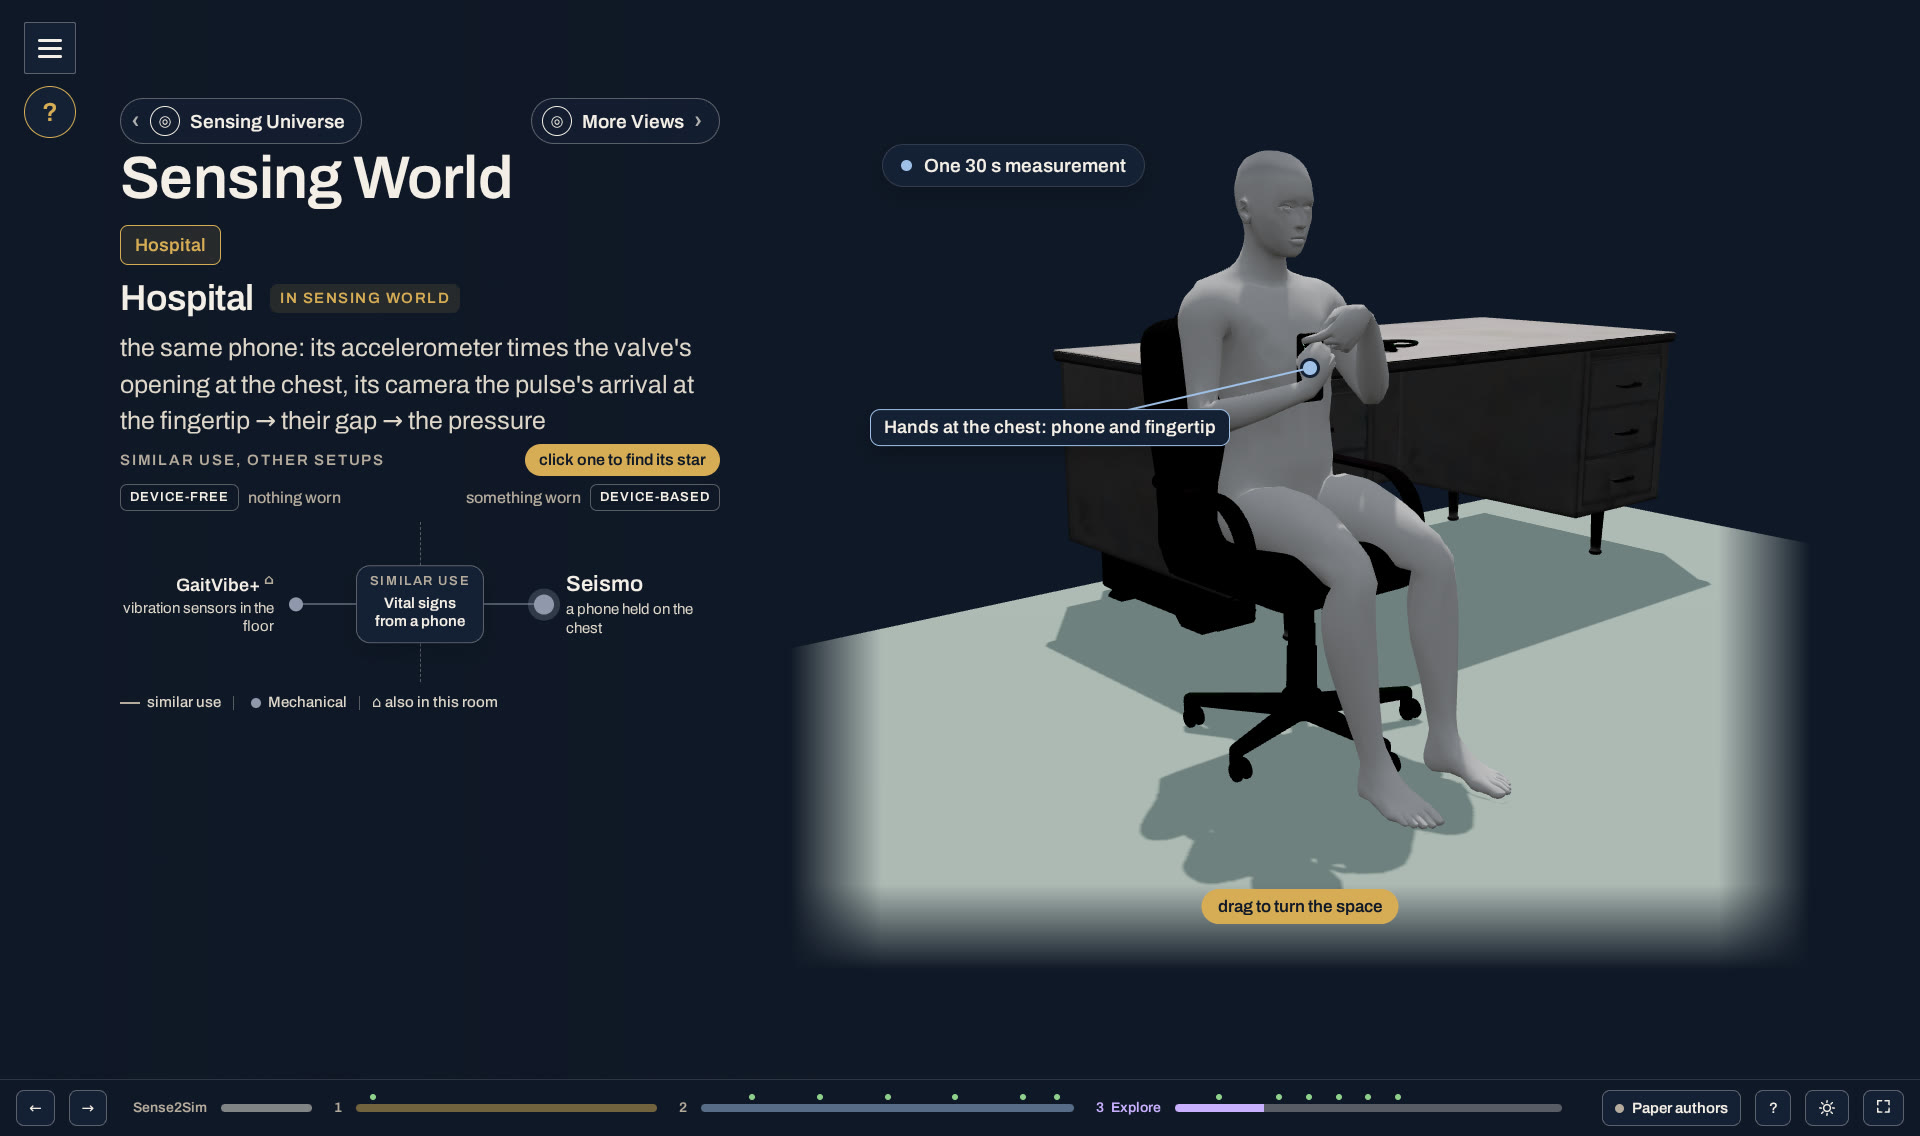 ?
‹ ◎ Sensing Universe
◎ More Views ›
Sensing World
Hospital
Hospital IN SENSING WORLD
the same phone: its accelerometer times the valve's
opening at the chest, its camera the pulse's arrival at
the fingertip → their gap → the pressure
SIMILAR USE, OTHER SETUPS
click one to find its star
DEVICE-FREE nothing worn
something worn DEVICE-BASED
GaitVibe+ ⌂
vibration sensors in the
floor
SIMILAR USE
Vital signs
from a phone
Seismo
a phone held on the
chest
similar use
Mechanical
⌂ also in this room
One 30 s measurement
Hands at the chest: phone and fingertip
drag to turn the space
← → Sense2Sim 1 2 3 Explore Paper authors ?